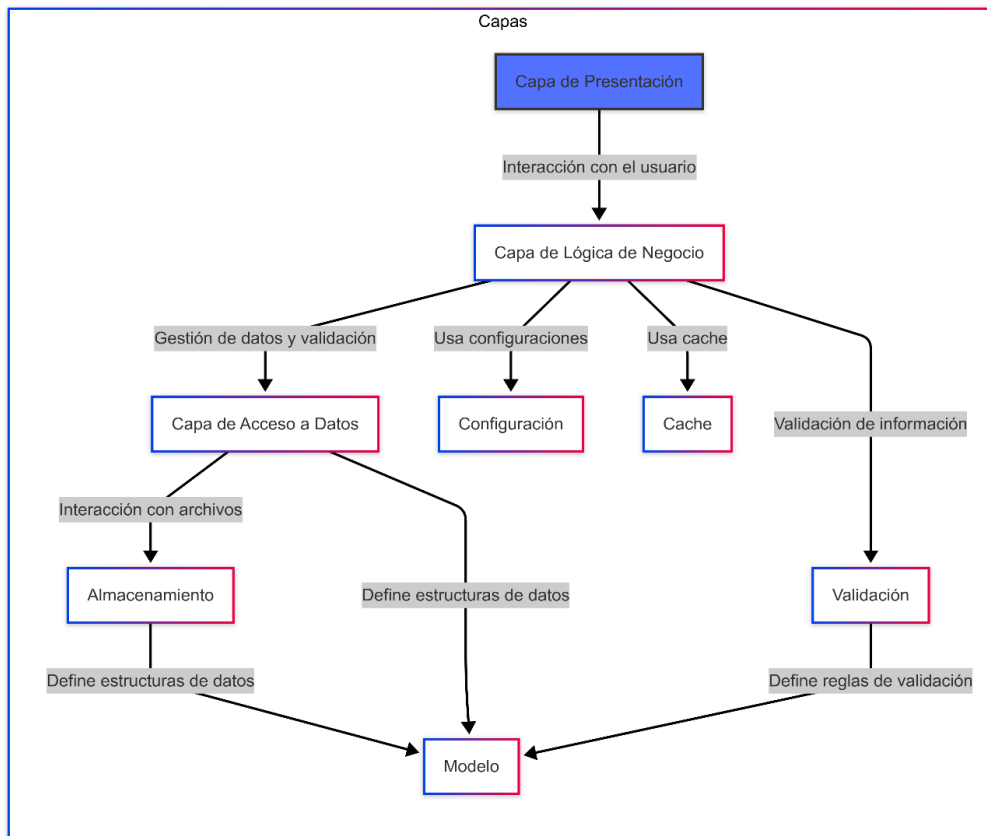 Capas
Capa de Presentación
Interacción con el usuario
Capa de Lógica de Negocio
Gestión de datos y validación
Usa configuraciones
Usa cache
Capa de Acceso a Datos
Configuración
Cache
Validación de información
Interacción con archivos
Almacenamiento
Define estructuras de datos
Validación
Define estructuras de datos
Define reglas de validación
Modelo